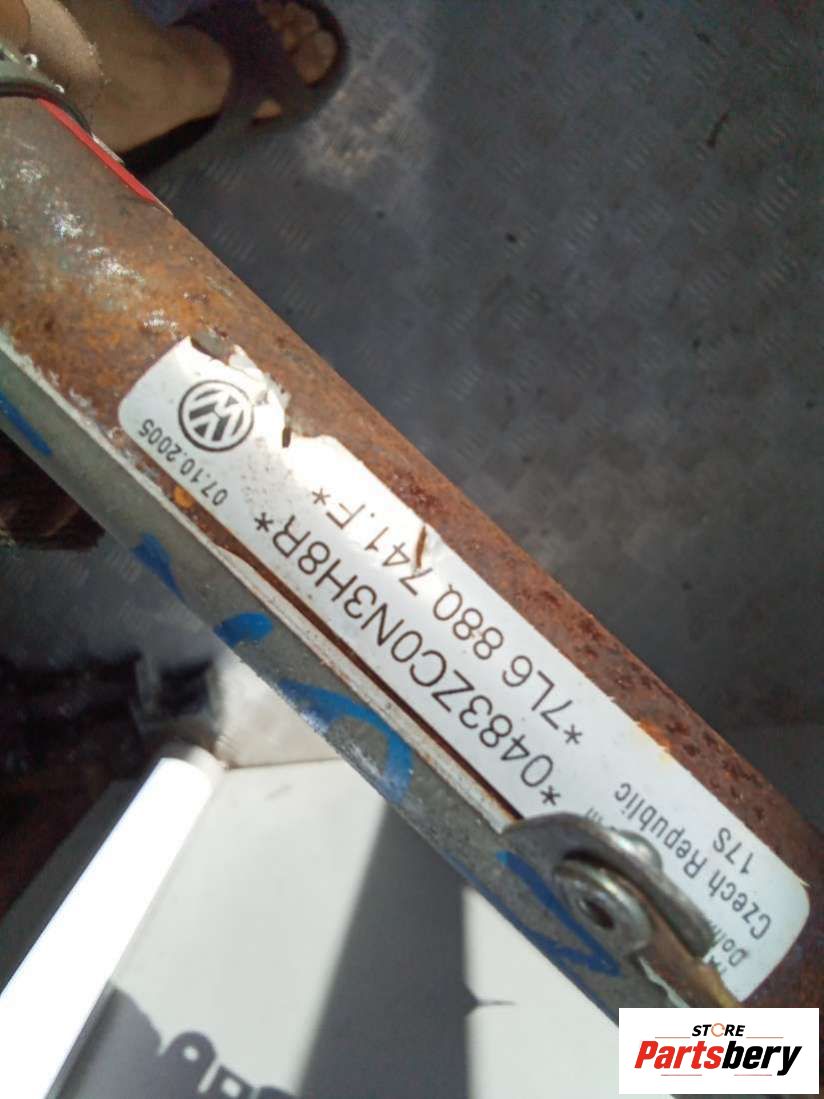 07.10.2005
*0483ZC0N3H8R*
*7L6 880 741.F*
Czech Republic
17S
STORE
Partsbery